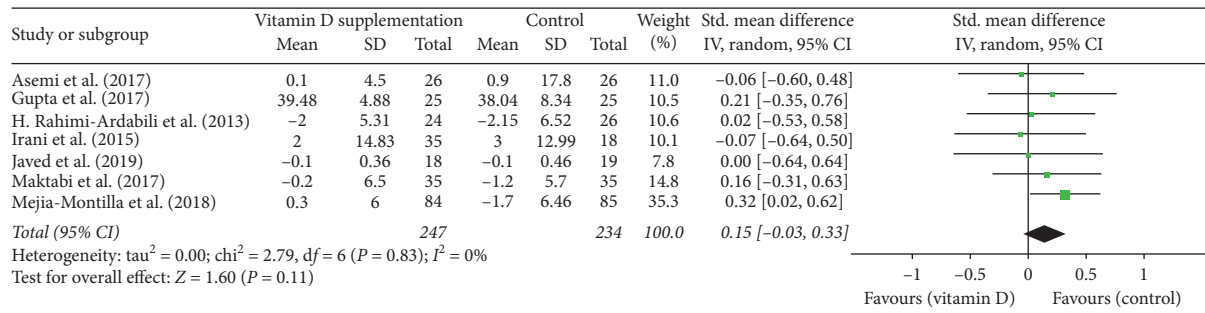 Study or subgroup Vitamin D supplementation Control Weight (%) Std. mean difference IV, random, 95% CI Std. mean difference IV, random, 95% CI
Mean SD Total Mean SD Total
Asemi et al. (2017) 0.1 4.5 26 0.9 17.8 26 11.0 −0.06 [−0.60, 0.48]
Gupta et al. (2017) 39.48 4.88 25 38.04 8.34 25 10.5 0.21 [−0.35, 0.76]
H. Rahimi-Ardabili et al. (2013) −2 5.31 24 −2.15 6.52 26 10.6 0.02 [−0.53, 0.58]
Irani et al. (2015) 2 14.83 35 3 12.99 18 10.1 −0.07 [−0.64, 0.50]
Javed et al. (2019) −0.1 0.36 18 −0.1 0.46 19 7.8 0.00 [−0.64, 0.64]
Maktabi et al. (2017) −0.2 6.5 35 −1.2 5.7 35 14.8 0.16 [−0.31, 0.63]
Mejia-Montilla et al. (2018) 0.3 6 84 −1.7 6.46 85 35.3 0.32 [0.02, 0.62]
Total (95% CI) 247 234 100.0 0.15 [−0.03, 0.33]
Heterogeneity: tau² = 0.00; chi² = 2.79, df = 6 (P = 0.83); I² = 0%
Test for overall effect: Z = 1.60 (P = 0.11)
−1 −0.5 0 0.5 1
Favours (vitamin D) Favours (control)